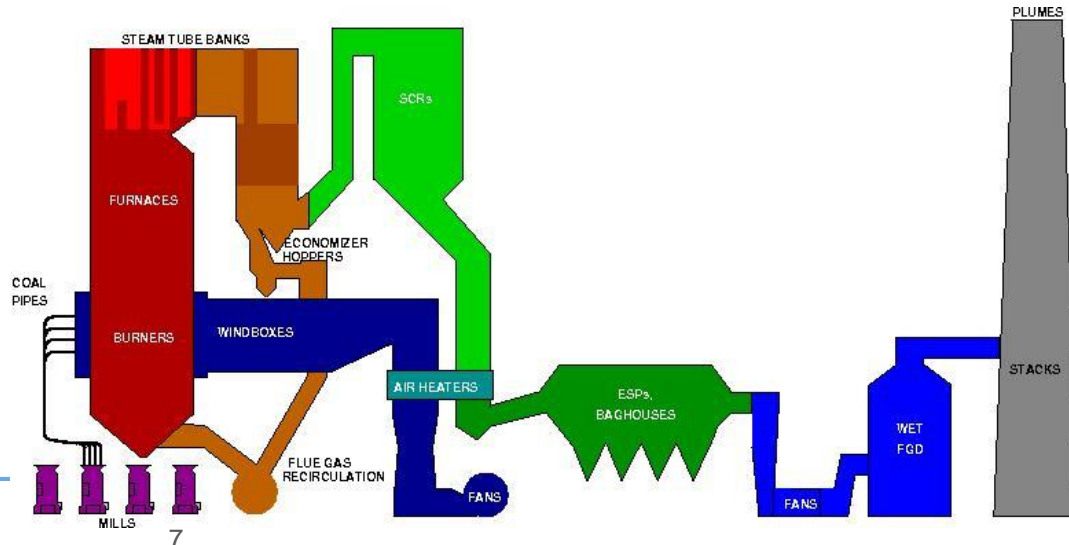 PLUMES
STEAM TUBE BANKS
SCRs
FURNACES
ECONOMIZER
HOPPERS
COAL
PIPES
BURNERS
WINDBOXES
AIR HEATERS
ESPs,
BAGHOUSES
STACKS
WET
FGD
FLUE GAS
RECIRCULATION
FANS
FANS
MILLS
7